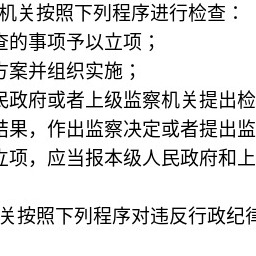 机关按照下列程序进行检查：
查的事项予以立项；
方案并组织实施；
民政府或者上级监察机关提出检
结果，作出监察决定或者提出监
立项，应当报本级人民政府和上
关按照下列程序对违反行政纪律